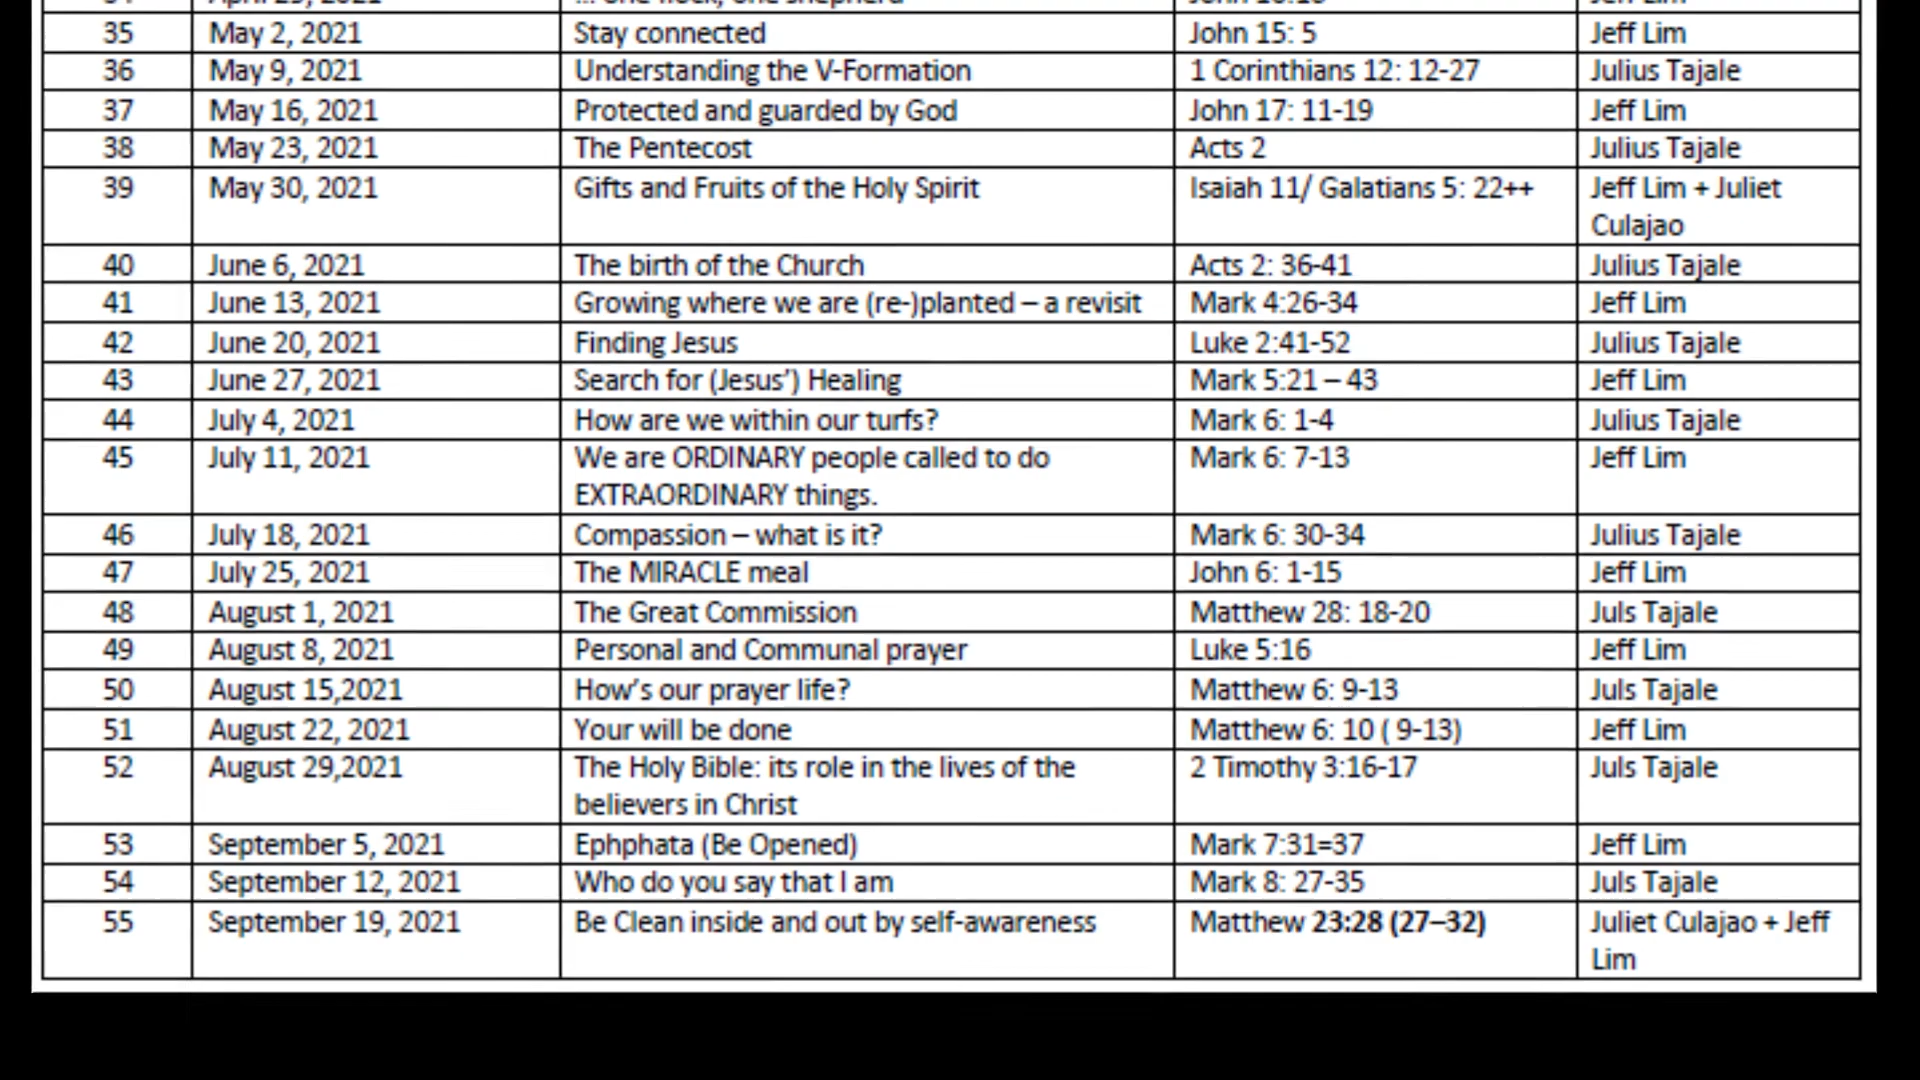 35 May 2, 2021 Stay connected John 15: 5 Jeff Lim
36 May 9, 2021 Understanding the V-Formation 1 Corinthians 12: 12-27 Julius Tajale
37 May 16, 2021 Protected and guarded by God John 17: 11-19 Jeff Lim
38 May 23, 2021 The Pentecost Acts 2 Julius Tajale
39 May 30, 2021 Gifts and Fruits of the Holy Spirit Isaiah 11/ Galatians 5: 22++ Jeff Lim + Juliet
Culajao
40 June 6, 2021 The birth of the Church Acts 2: 36-41 Julius Tajale
41 June 13, 2021 Growing where we are (re-)planted – a revisit Mark 4:26-34 Jeff Lim
42 June 20, 2021 Finding Jesus Luke 2:41-52 Julius Tajale
43 June 27, 2021 Search for (Jesus’) Healing Mark 5:21 – 43 Jeff Lim
44 July 4, 2021 How are we within our turfs? Mark 6: 1-4 Julius Tajale
45 July 11, 2021 We are ORDINARY people called to do Mark 6: 7-13 Jeff Lim
EXTRAORDINARY things.
46 July 18, 2021 Compassion – what is it? Mark 6: 30-34 Julius Tajale
47 July 25, 2021 The MIRACLE meal John 6: 1-15 Jeff Lim
48 August 1, 2021 The Great Commission Matthew 28: 18-20 Juls Tajale
49 August 8, 2021 Personal and Communal prayer Luke 5:16 Jeff Lim
50 August 15,2021 How’s our prayer life? Matthew 6: 9-13 Juls Tajale
51 August 22, 2021 Your will be done Matthew 6: 10 ( 9-13) Jeff Lim
52 August 29,2021 The Holy Bible: its role in the lives of the 2 Timothy 3:16-17 Juls Tajale
believers in Christ
53 September 5, 2021 Ephphata (Be Opened) Mark 7:31=37 Jeff Lim
54 September 12, 2021 Who do you say that I am Mark 8: 27-35 Juls Tajale
55 September 19, 2021 Be Clean inside and out by self-awareness Matthew 23:28 (27–32) Juliet Culajao + Jeff
Lim